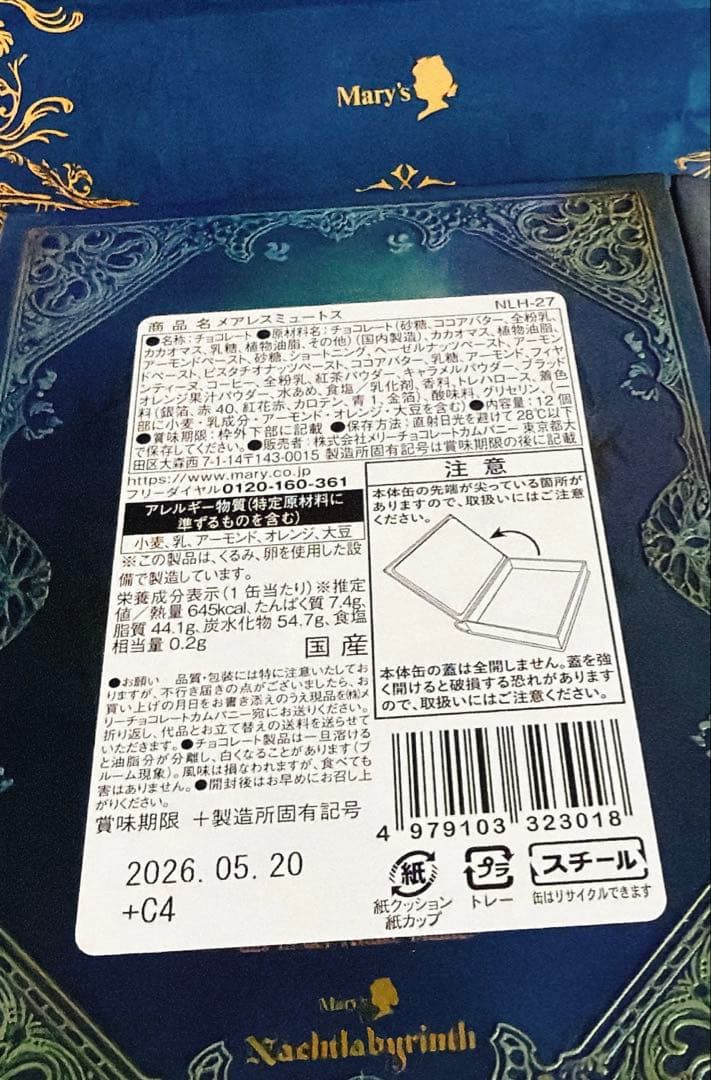 Mary's
商品名 メアレスミュートス NLH-27
●名称:チョコレート ●原材料名:チョコレート(砂糖、ココアバター、全粉乳、
カカオマス、乳糖、植物油脂、その他)(国内製造)、カカオマス、植物油脂、
アーモンドペースト、砂糖、ショートニング、ヘーゼルナッツペースト、アーモン
ドペースト、ピスタチオナッツペースト、ココアバター、乳糖、アーモンド、フィヤ
ンティーヌ、コーヒー、全粉乳、紅茶パウダー、キャラメルパウダー、ブラッド
オレンジ果汁パウダー、水あめ、食塩/乳化剤、香料、トレハロース、着色
料(銀箔、赤40、紅花赤、カロテン、青1、金箔)、酸味料、グリセリン、(一
部に小麦・乳成分・アーモンド・オレンジ・大豆を含む) ●内容量:12個
●賞味期限:枠外下部に記載 ●保存方法:直射日光を避けて28℃以下
で保存してください。●販売者:株式会社メリーチョコレートカムパニー 東京都大
田区大森西7-1-14〒143-0015 製造所固有記号は賞味期限の後に記載
https://www.mary.co.jp
フリーダイヤル0120-160-361
アレルギー物質(特定原材料に
準ずるものを含む)
小麦、乳、アーモンド、オレンジ、大豆
※この製品は、くるみ、卵を使用した設
備で製造しています。
栄養成分表示(1缶当たり)※推定
値/熱量 645kcal、たんぱく質 7.4g、
脂質 44.1g、炭水化物 54.7g、食塩
相当量 0.2g
国産
注意
本体缶の先端が尖っている箇所が
ありますので、取扱いにはご注意
ください。
本体缶の蓋は全開しません。蓋を強
く開けると破損する恐れがあります
ので、取扱いにはご注意ください。
●お願い 品質・包装には特に注意いたしてお
りますが、不行き届きの点がございましたら、お
買い上げの月日をお書き添えのうえ現品を㈱メ
リーチョコレートカムパニー宛にお送りください。
折り返し、代品とお立て替えの送料を送らせて
いただきます。●チョコレート製品は一旦溶ける
と油脂分が分離し、白くなることがあります(ブ
ルーム現象)。風味は損なわれますが、食べても
害はありません。●開封後はお早めにお召し上
がりください。
賞味期限 +製造所固有記号
2026.05.20
+C4
4 979103 323018
紙
紙クッション
紙カップ
プラ
トレー
スチール
缶はリサイクルできます
Mary's
Nachtlabyrinth